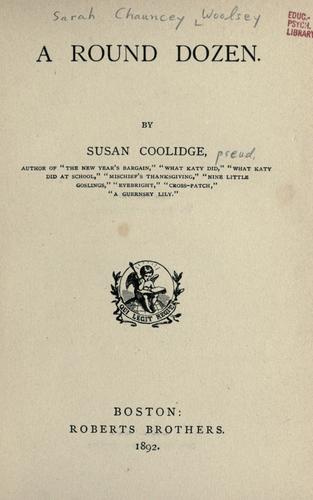 Sarah Chauncey Woolsey
EDUC.-
PSYCH.
LIBRARY
A ROUND DOZEN.
BY
SUSAN COOLIDGE, pseud.
AUTHOR OF "THE NEW YEAR'S BARGAIN," "WHAT KATY DID," "WHAT KATY
DID AT SCHOOL," "MISCHIEF'S THANKSGIVING," "NINE LITTLE
GOSLINGS," "EYEBRIGHT," "CROSS-PATCH,"
"A GUERNSEY LILY."
QUI LEGIT REGIT
BOSTON:
ROBERTS BROTHERS.
1892.